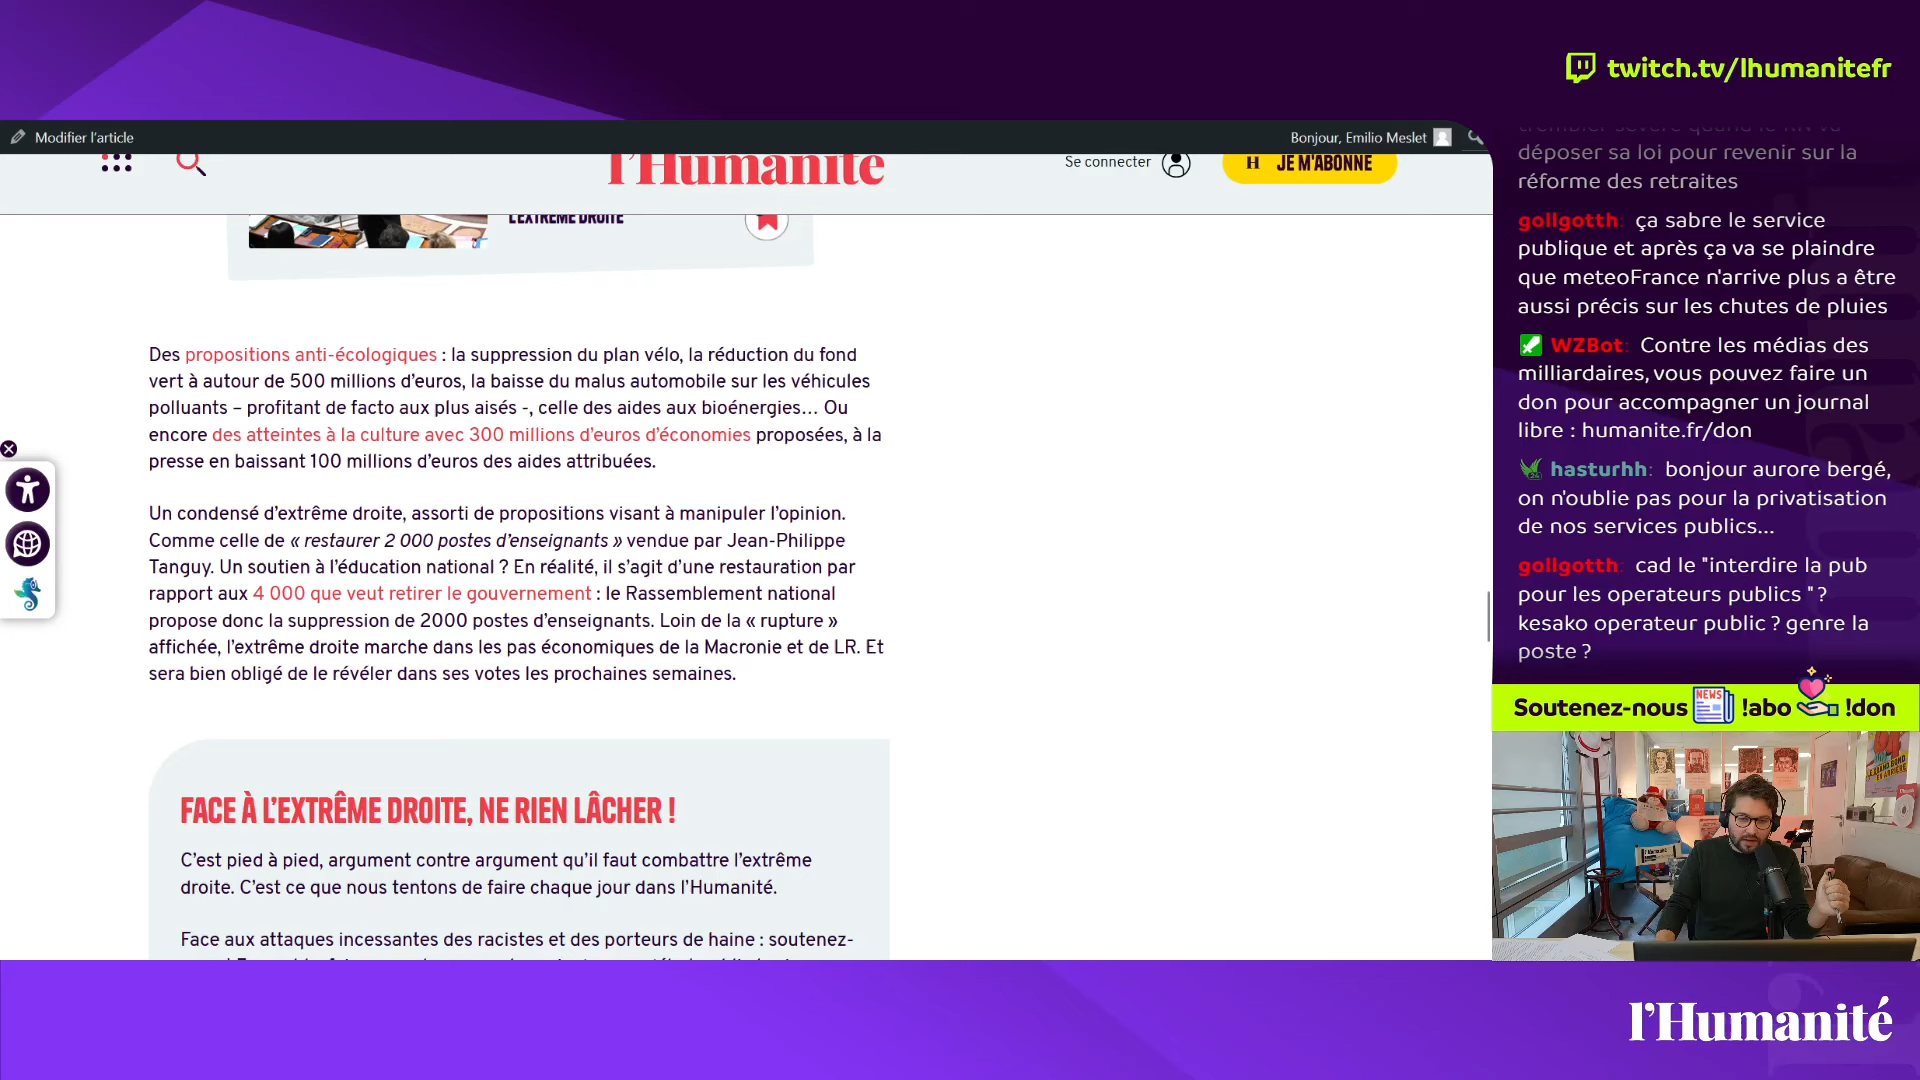 twitch.tv/lhumanitefr
Modifier l'article
Bonjour, Emilio Meslet
l'Humanité
Se connecter
H JE M'ABONNE
L'EXTRÊME DROITE
Des propositions anti-écologiques : la suppression du plan vélo, la réduction du fond
vert à autour de 500 millions d'euros, la baisse du malus automobile sur les véhicules
polluants – profitant de facto aux plus aisés -, celle des aides aux bioénergies… Ou
encore des atteintes à la culture avec 300 millions d'euros d'économies proposées, à la
presse en baissant 100 millions d'euros des aides attribuées.
Un condensé d'extrême droite, assorti de propositions visant à manipuler l'opinion.
Comme celle de « restaurer 2 000 postes d'enseignants » vendue par Jean-Philippe
Tanguy. Un soutien à l'éducation national ? En réalité, il s'agit d'une restauration par
rapport aux 4 000 que veut retirer le gouvernement : le Rassemblement national
propose donc la suppression de 2000 postes d'enseignants. Loin de la « rupture »
affichée, l'extrême droite marche dans les pas économiques de la Macronie et de LR. Et
sera bien obligé de le révéler dans ses votes les prochaines semaines.
FACE À L'EXTRÊME DROITE, NE RIEN LÂCHER !
C'est pied à pied, argument contre argument qu'il faut combattre l'extrême
droite. C'est ce que nous tentons de faire chaque jour dans l'Humanité.
Face aux attaques incessantes des racistes et des porteurs de haine : soutenez-
déposer sa loi pour revenir sur la
réforme des retraites
gollgotth: ça sabre le service
publique et après ça va se plaindre
que meteoFrance n'arrive plus a être
aussi précis sur les chutes de pluies
WZBot: Contre les médias des
milliardaires, vous pouvez faire un
don pour accompagner un journal
libre : humanite.fr/don
hasturhh: bonjour aurore bergé,
on n'oublie pas pour la privatisation
de nos services publics...
gollgotth: cad le "interdire la pub
pour les operateurs publics " ?
kesako operateur public ? genre la
poste ?
Soutenez-nous NEWS !abo !don
l'Humanité